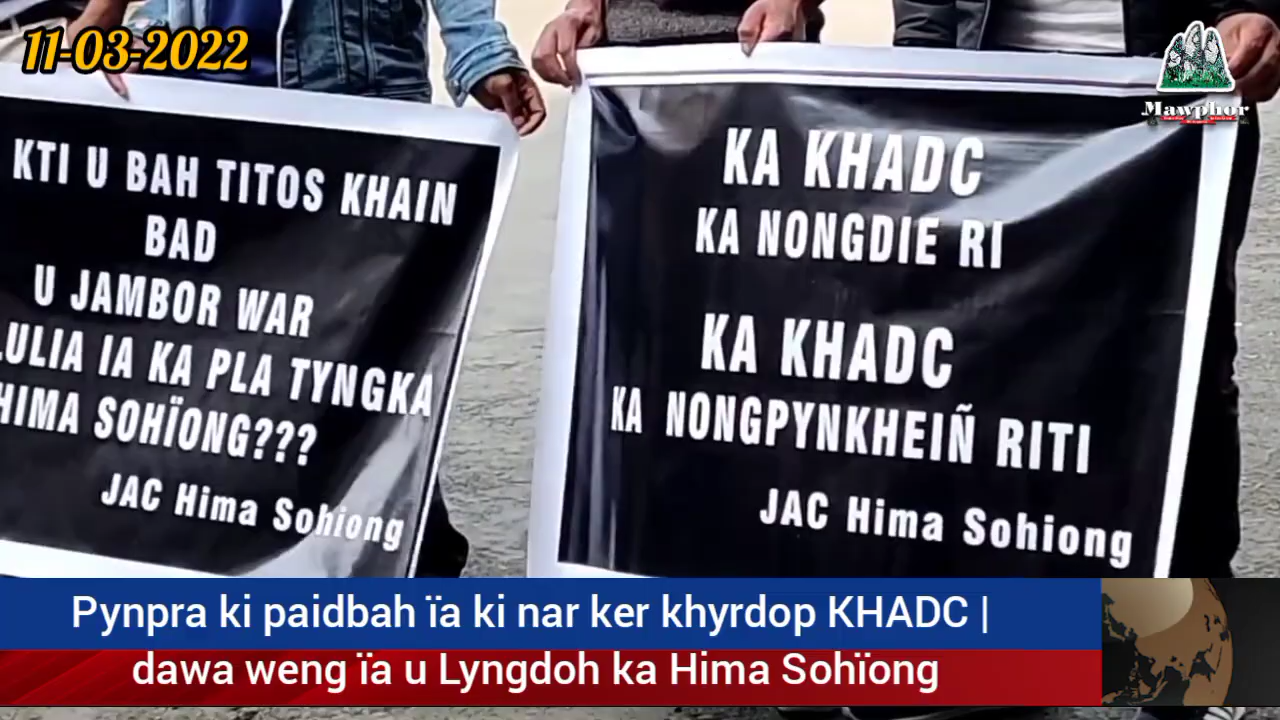 11-03-2022
Mawphor
KTI U BAH TITOS KHAIN
BAD
U JAMBOR WAR
IA KA PLA TYNGKA
HIMA SOHÏONG???
JAC Hima Sohiong
KA KHADC
KA NONGDIE RI
KA KHADC
KA NONGPYNKHEIÑ RITI
JAC Hima Sohiong
Pynpra ki paidbah ïa ki nar ker khyrdop KHADC |
dawa weng ïa u Lyngdoh ka Hima Sohïong